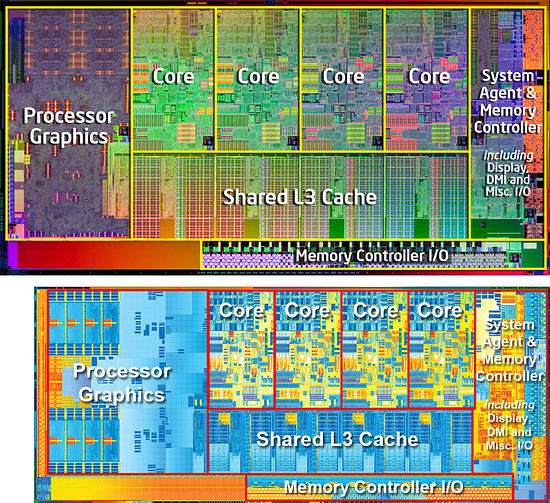 Core
Core
Core
Core
Processor
Graphics
System
Agent &
Memory
Controller
including
Display,
DMI and
Misc. I/O
Shared L3 Cache
Memory Controller I/O
Core
Core
Core
Core
Processor
Graphics
System
Agent &
Memory
Controller
including
Display,
DMI and
Misc. I/O
Shared L3 Cache
Memory Controller I/O